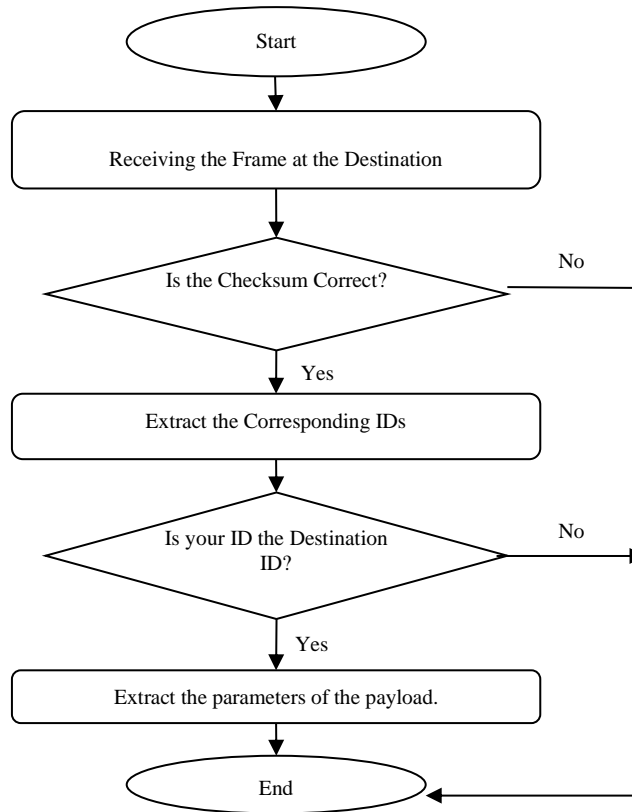 Start
Receiving the Frame at the Destination
Is the Checksum Correct?
No
Yes
Extract the Corresponding IDs
Is your ID the Destination
ID?
No
Yes
Extract the parameters of the payload.
End